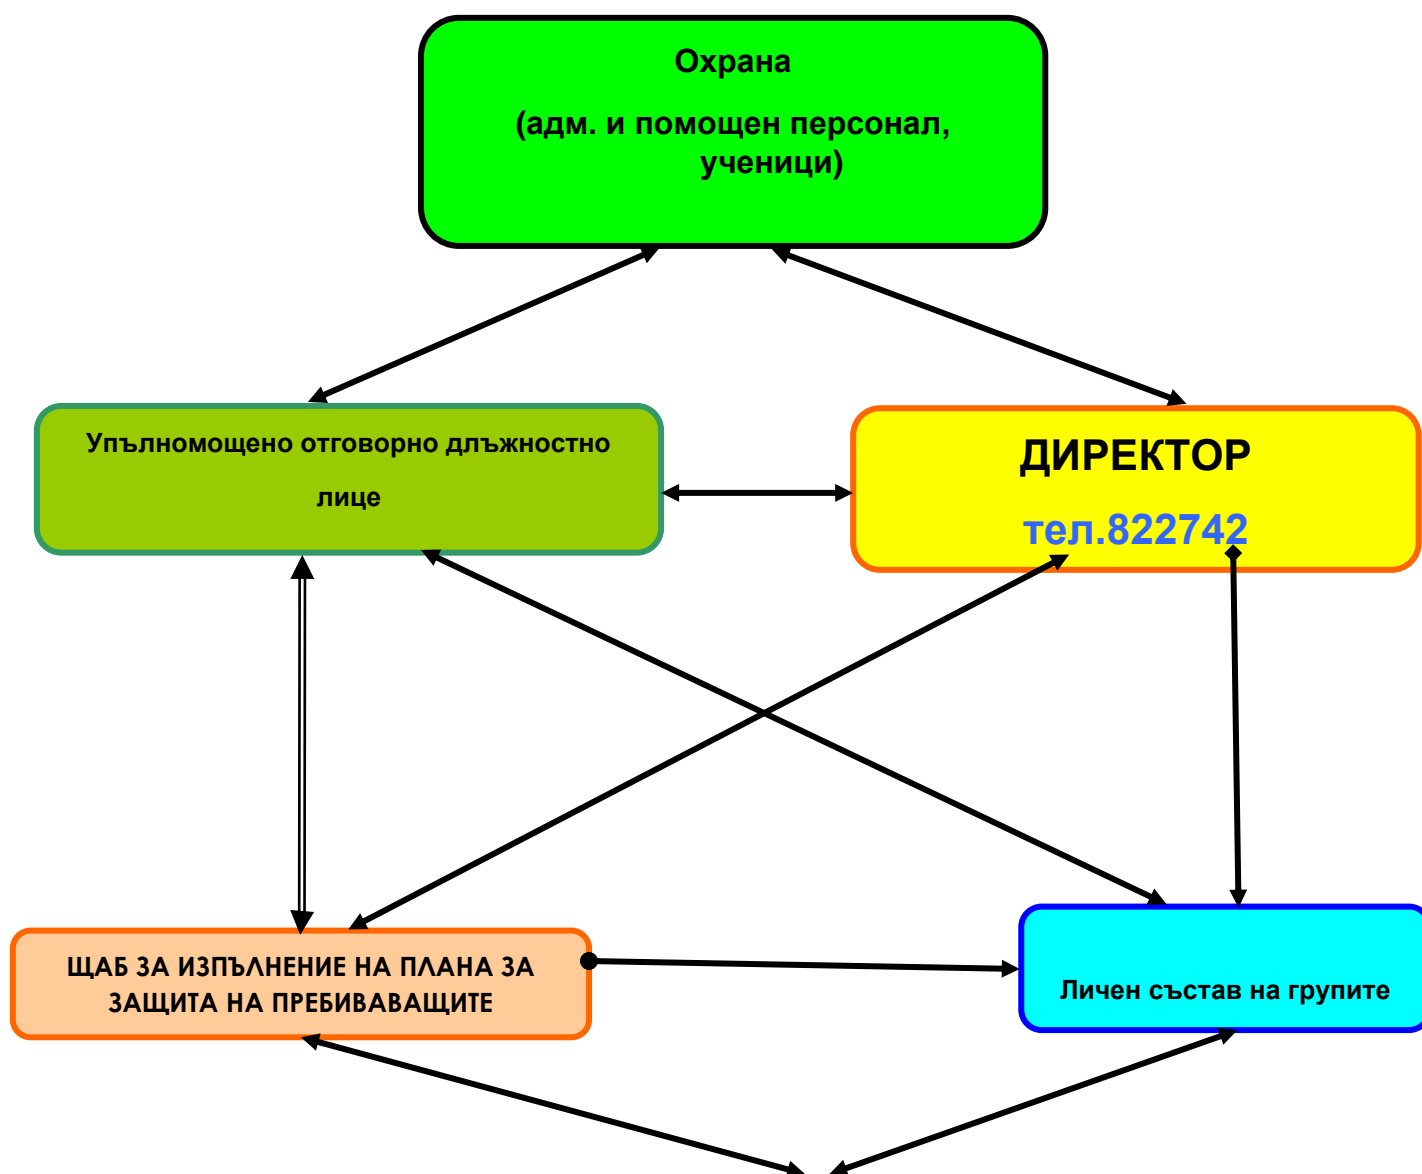 Охрана
(адм. и помощен персонал,
ученици)
Упълномощено отговорно длъжностно
лице
ДИРЕКТОР
тел.822742
ЩАБ ЗА ИЗПЪЛНЕНИЕ НА ПЛАНА ЗА
ЗАЩИТА НА ПРЕБИВАВАЩИТЕ
Личен състав на групите